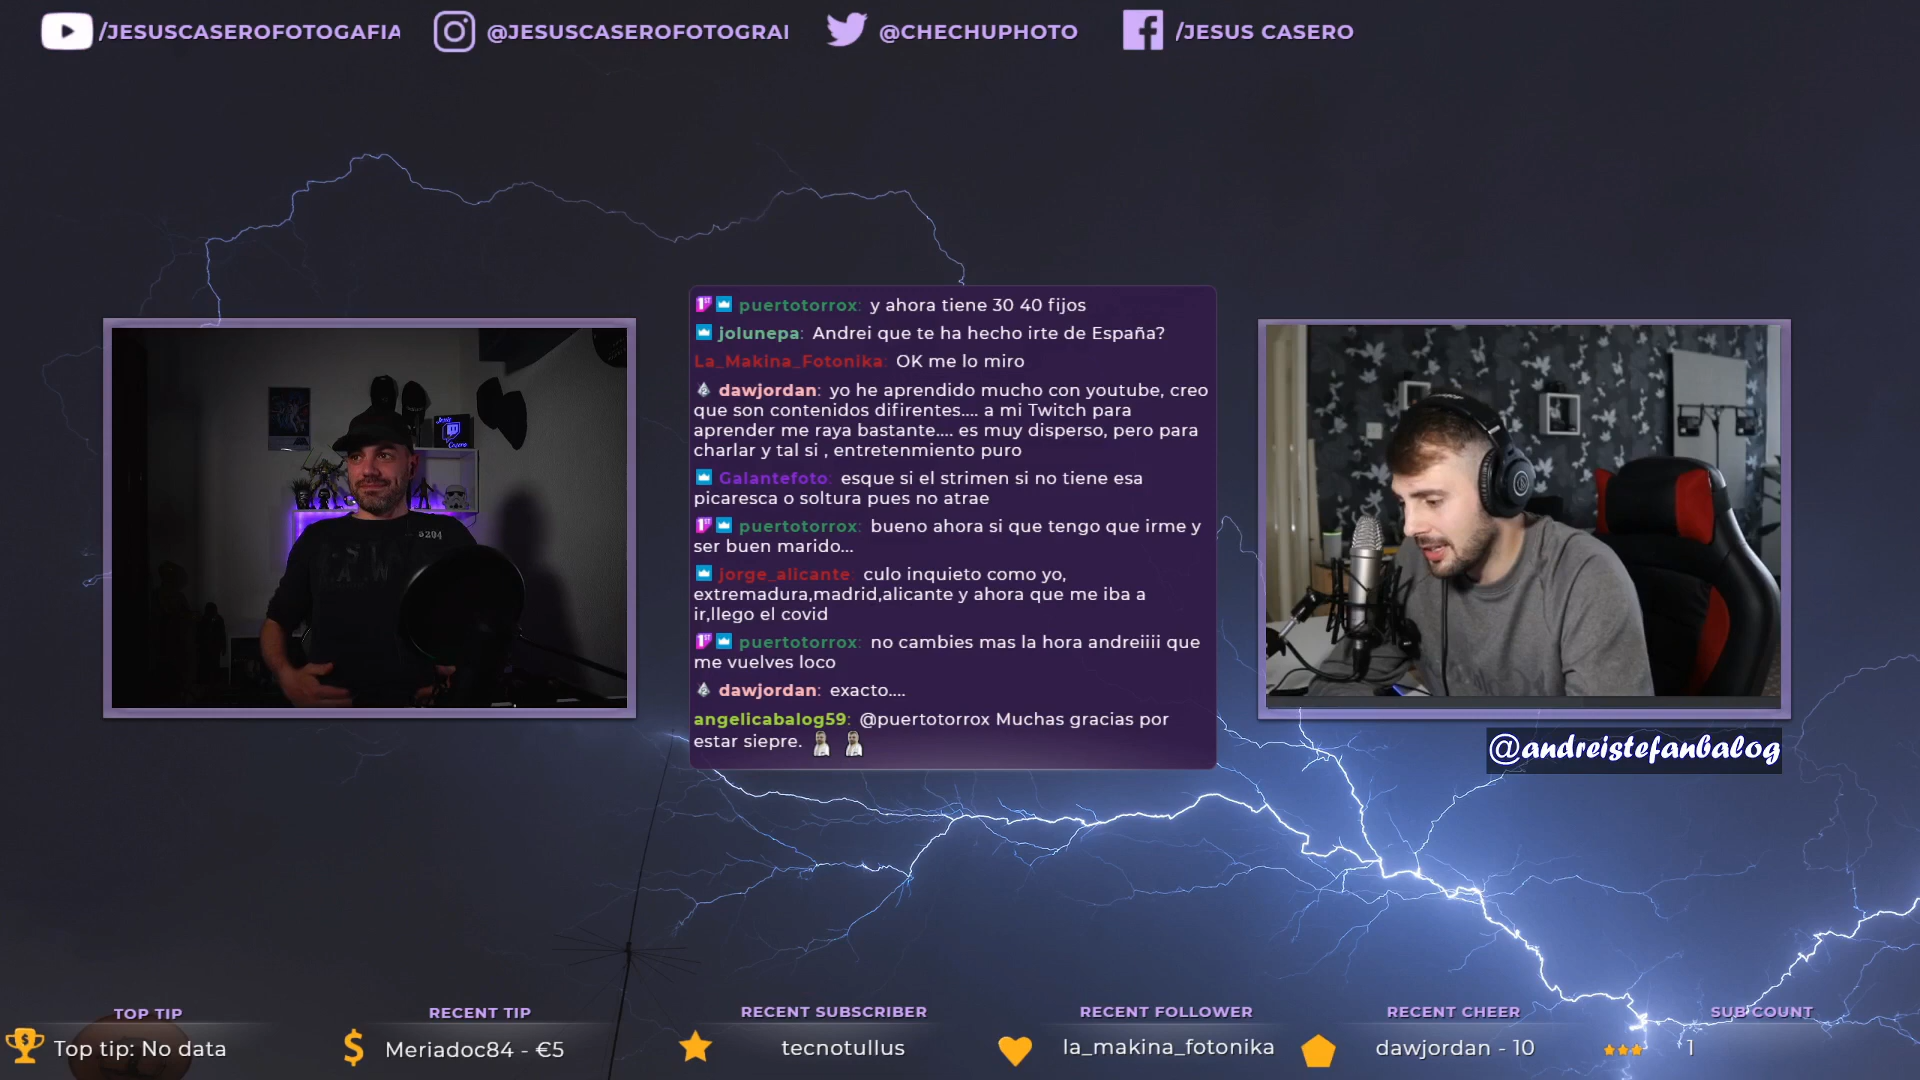 /JESUSCASEROFOTOGAFIA
@JESUSCASEROFOTOGRAI
@CHECHUPHOTO
/JESUS CASERO
puertotorrox: y ahora tiene 30 40 fijos
jolunepa: Andrei que te ha hecho irte de España?
La_Makina_Fotonika: OK me lo miro
dawjordan: yo he aprendido mucho con youtube, creo
que son contenidos difirentes.... a mi Twitch para
aprender me raya bastante.... es muy disperso, pero para
charlar y tal si , entretenmiento puro
Galantefoto: esque si el strimen si no tiene esa
picaresca o soltura pues no atrae
puertotorrox: bueno ahora si que tengo que irme y
ser buen marido...
jorge_alicante: culo inquieto como yo,
extremadura,madrid,alicante y ahora que me iba a
ir,llego el covid
puertotorrox: no cambies mas la hora andreiiii que
me vuelves loco
dawjordan: exacto....
angelicabalog59: @puertotorrox Muchas gracias por
estar siepre.
Jesús
Casero
5204
@andreistefanbalog
TOP TIP
Top tip: No data
RECENT TIP
Meriadoc84 - €5
RECENT SUBSCRIBER
tecnotullus
RECENT FOLLOWER
la_makina_fotonika
RECENT CHEER
dawjordan - 10
SUB COUNT
1